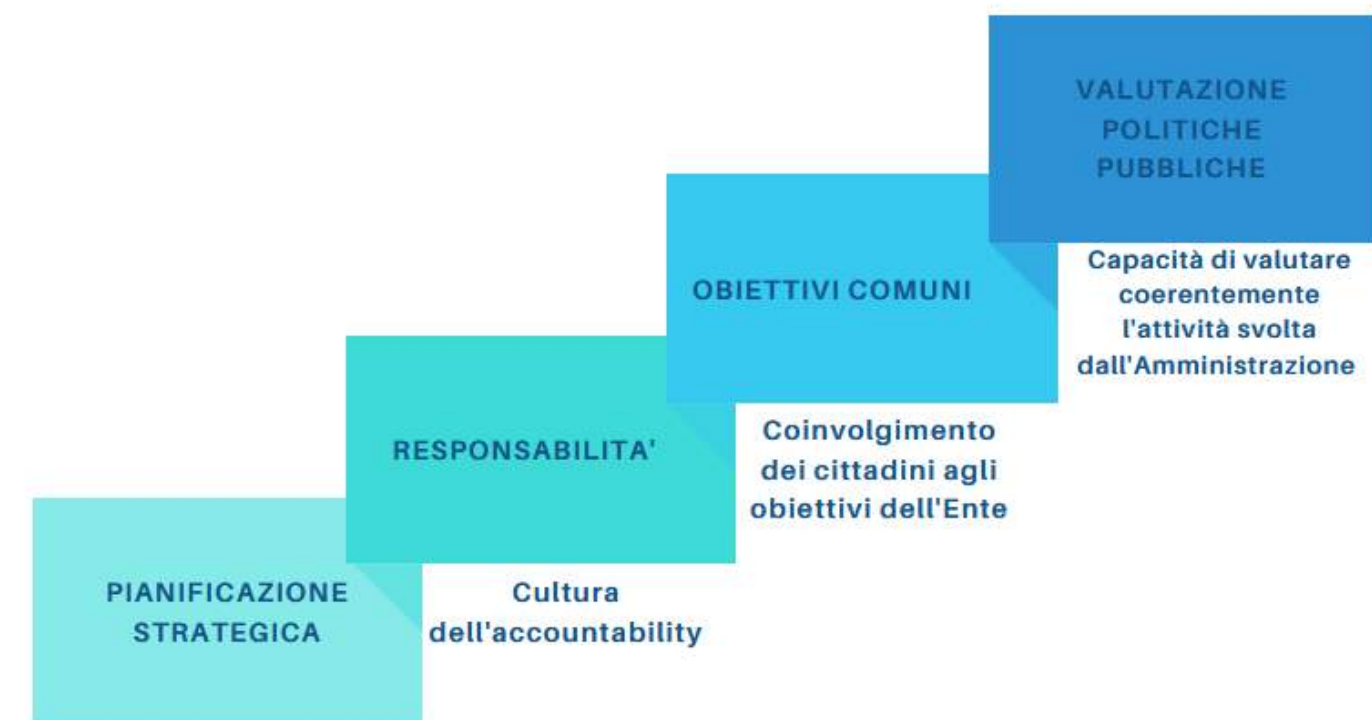 PIANIFICAZIONE
STRATEGICA
RESPONSABILITA'
Cultura
dell'accountability
OBIETTIVI COMUNI
Coinvolgimento
dei cittadini agli
obiettivi dell'Ente
VALUTAZIONE
POLITICHE
PUBBLICHE
Capacità di valutare
coerentemente
l'attività svolta
dall'Amministrazione